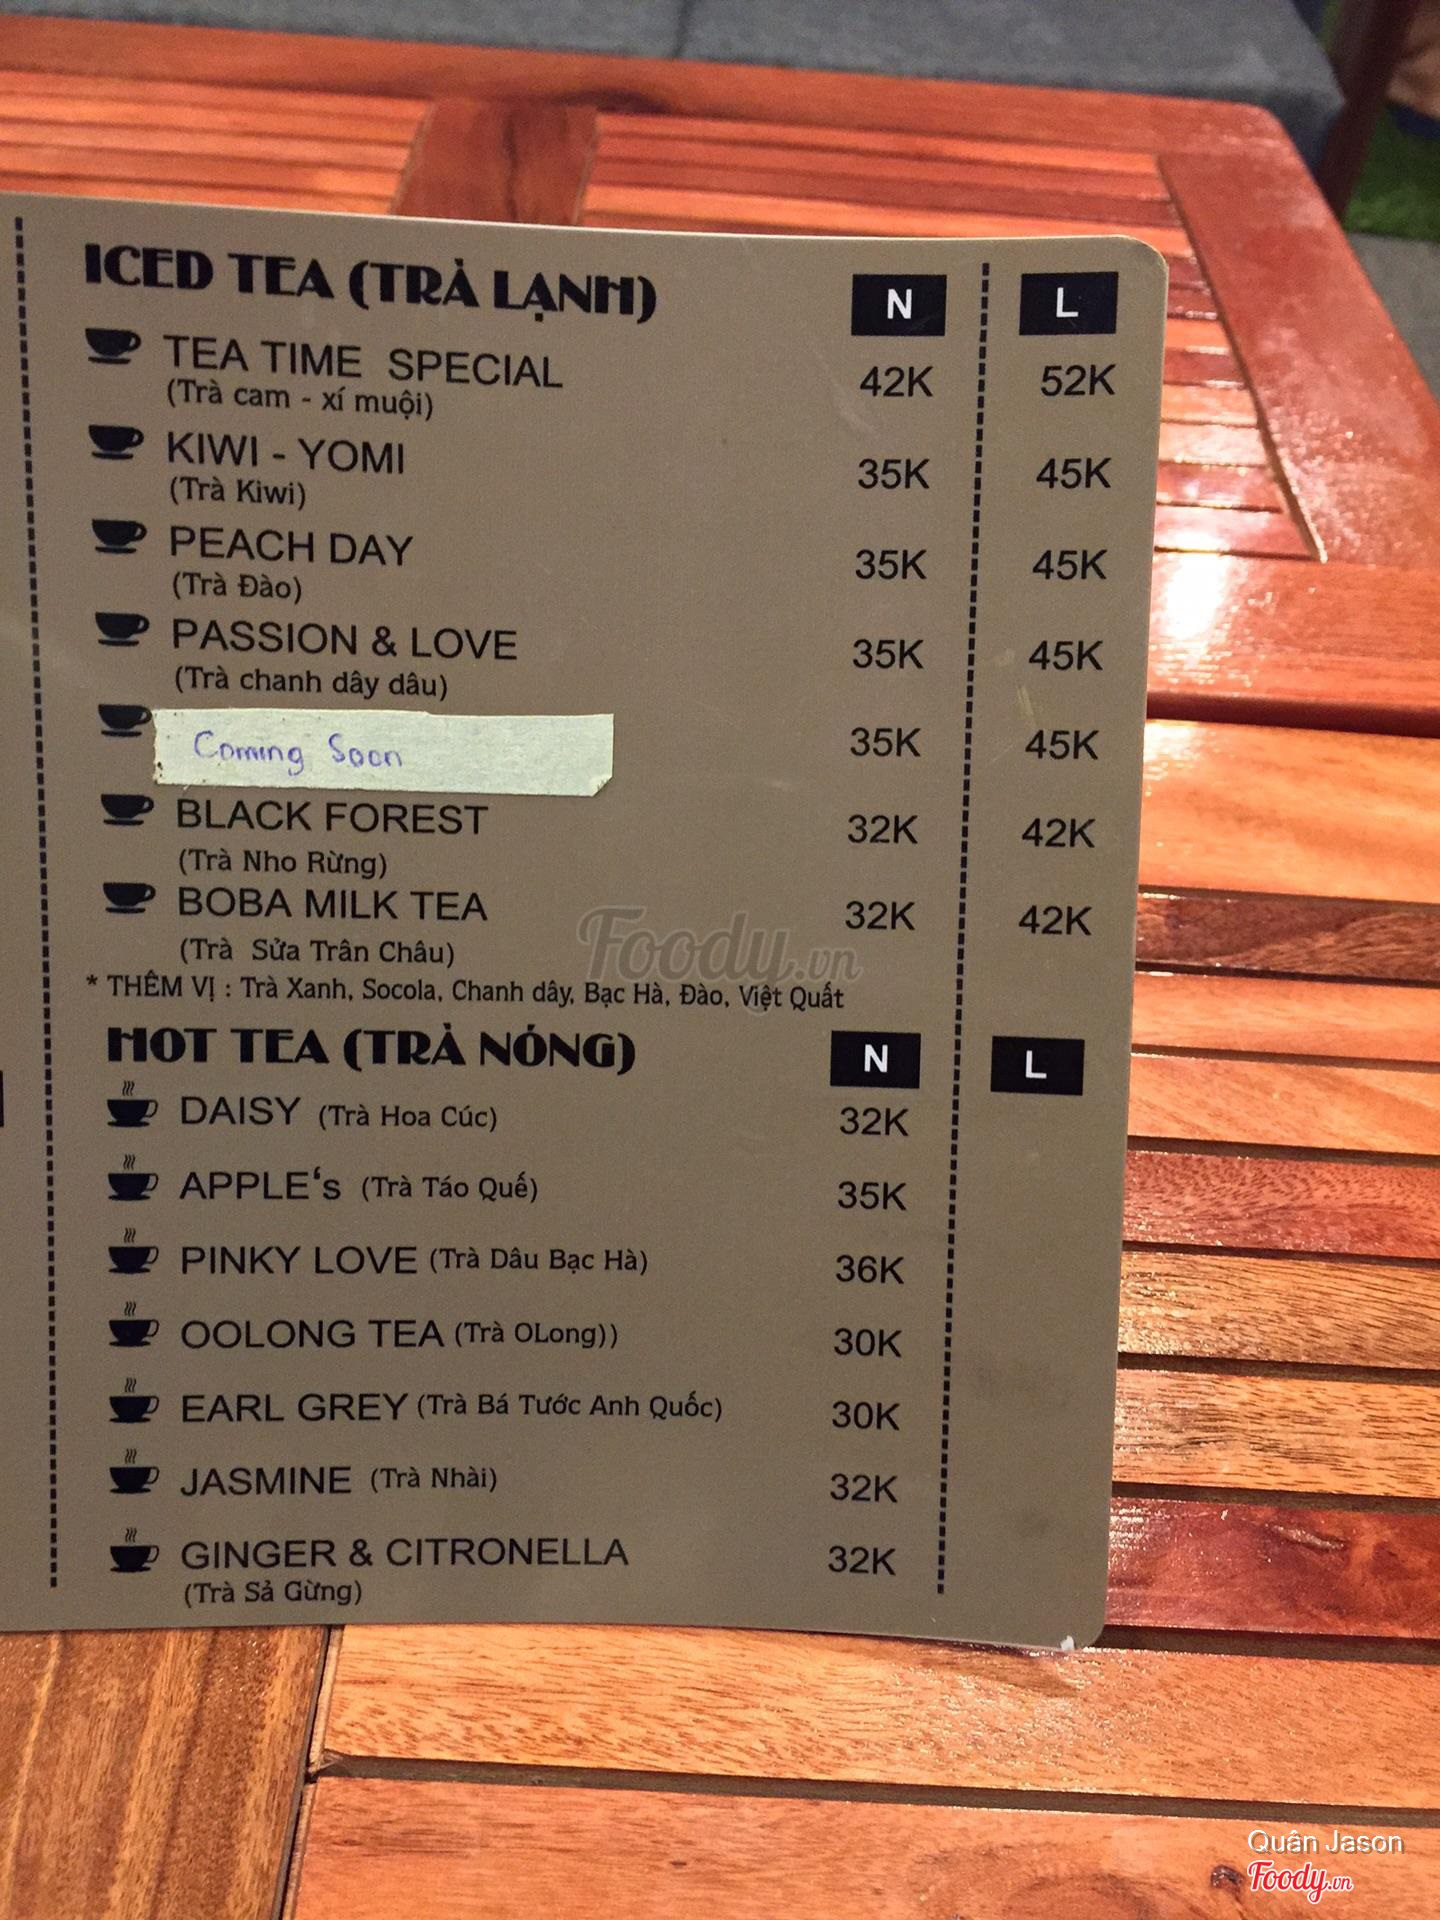 ICED TEA (TRÀ LẠNH) N L
TEA TIME SPECIAL 42K 52K
(Trà cam - xí muội)
KIWI - YOMI 35K 45K
(Trà Kiwi)
PEACH DAY 35K 45K
(Trà Đào)
PASSION & LOVE 35K 45K
(Trà chanh dây dâu)
Coming Soon 35K 45K
BLACK FOREST 32K 42K
(Trà Nho Rừng)
BOBA MILK TEA 32K 42K
(Trà Sửa Trân Châu)
* THÊM VỊ : Trà Xanh, Socola, Chanh dây, Bạc Hà, Đào, Việt Quất
HOT TEA (TRÀ NÓNG) N L
DAISY (Trà Hoa Cúc) 32K
APPLE‘s (Trà Táo Quế) 35K
PINKY LOVE (Trà Dâu Bạc Hà) 36K
OOLONG TEA (Trà OLong)) 30K
EARL GREY (Trà Bá Tước Anh Quốc) 30K
JASMINE (Trà Nhài) 32K
GINGER & CITRONELLA 32K
(Trà Sả Gừng)
Foody.vn
Quân Jason
Foody.vn